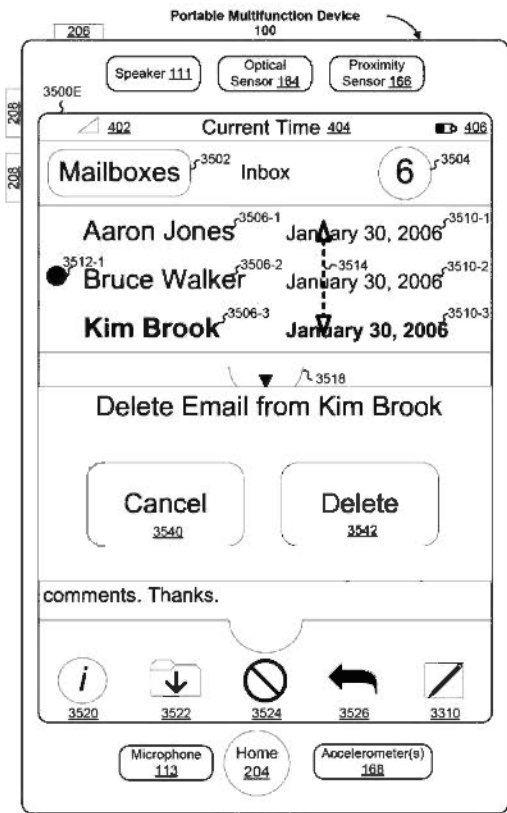 Portable Multifunction Device
100
206
Speaker 111
Optical Sensor 164
Proximity Sensor 166
3500E
208
208
402
Current Time 404
406
Mailboxes
3502
Inbox
6
3504
Aaron Jones
3506-1
January 30, 2006
3510-1
3512-1
Bruce Walker
3506-2
3514
January 30, 2006
3510-2
Kim Brook
3506-3
January 30, 2006
3510-3
3518
Delete Email from Kim Brook
Cancel
3540
Delete
3542
comments. Thanks.
i
3520
3522
3524
3526
3310
Microphone
113
Home
204
Accelerometer(s)
168